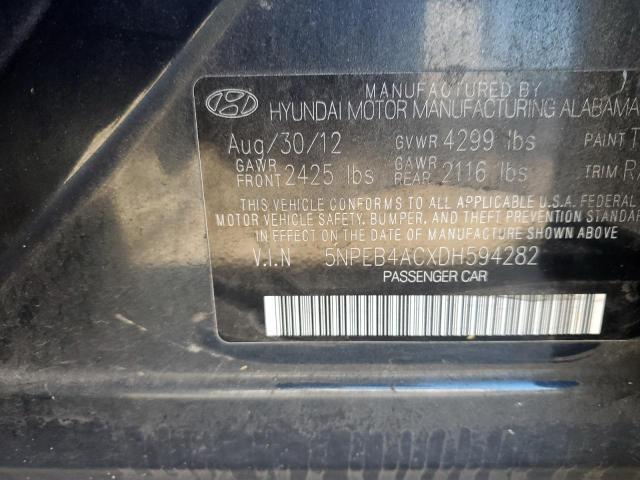 MANUFACTURED BY
HYUNDAI MOTOR MANUFACTURING ALABAMA
Aug/30/12 GVWR 4299 lbs PAINT
GAWR FRONT 2425 lbs GAWR REAR 2116 lbs TRIM
THIS VEHICLE CONFORMS TO ALL APPLICABLE U.S.A. FEDERAL
MOTOR VEHICLE SAFETY, BUMPER, AND THEFT PREVENTION STANDA
IN EFFECT ON THE DATE OF MANUFACTURE SHOWN ABOVE
V.I.N 5NPEB4ACXDH594282
PASSENGER CAR